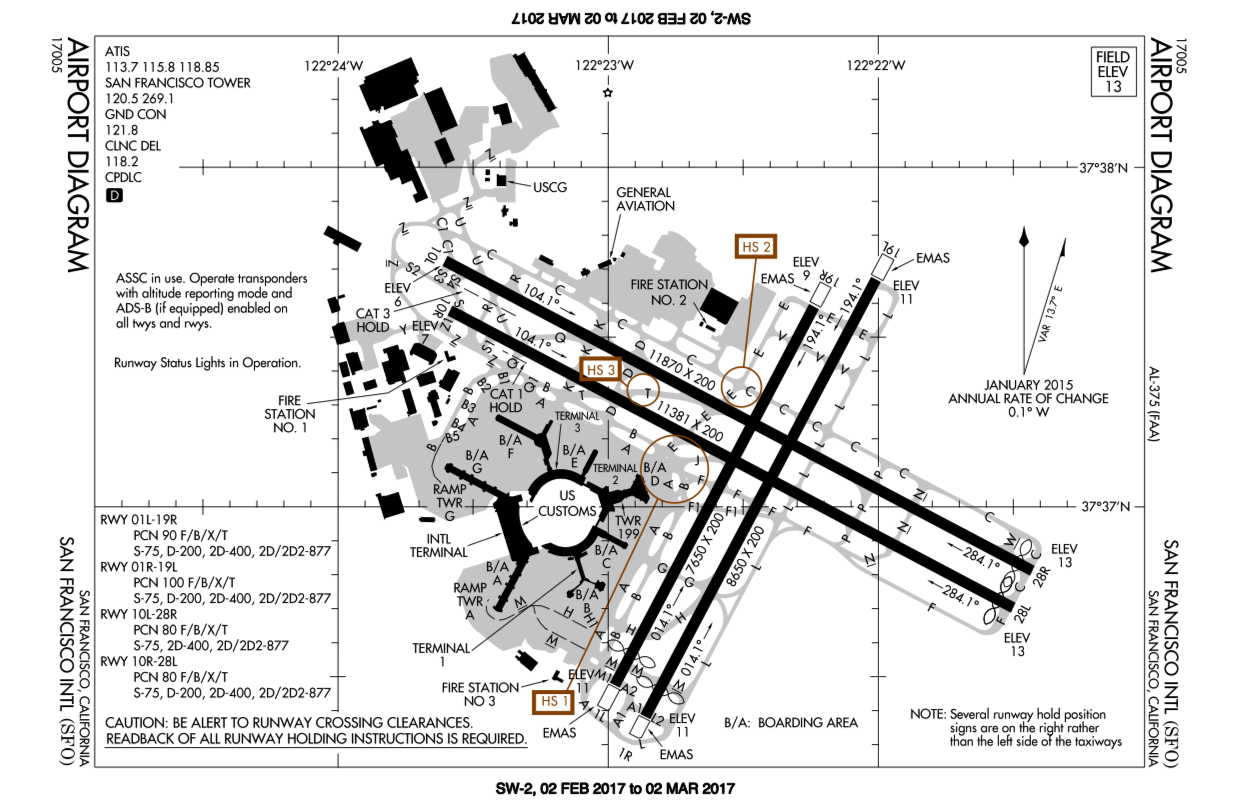 SW-2, 02 FEB 2017 to 02 MAR 2017
17005
AIRPORT DIAGRAM
17005
AIRPORT DIAGRAM
ATIS
113.7 115.8 118.85
SAN FRANCISCO TOWER
120.5 269.1
GND CON
121.8
CLNC DEL
118.2
CPDLC
D
122°24'W
122°23'W
122°22'W
FIELD
ELEV
13
37°38'N
37°37'N
USCG
GENERAL
AVIATION
HS 2
ELEV
9
EMAS
19R
19L
EMAS
ELEV
11
FIRE STATION
NO. 2
194.1°
194.1°
VAR 13.7° E
JANUARY 2015
ANNUAL RATE OF CHANGE
0.1° W
AL-375 (FAA)
ASSC in use. Operate transponders
with altitude reporting mode and
ADS-B (if equipped) enabled on
all twys and rwys.
Runway Status Lights in Operation.
10L
ELEV
6
CAT 3
HOLD
10R
ELEV
7
104.1°
104.1°
FIRE
STATION
NO. 1
HS 3
11870 X 200
11381 X 200
CAT 1
HOLD
TERMINAL
3
B/A
F
B/A
E
B/A
G
TERMINAL
2
B/A
D
RAMP
TWR
G
US
CUSTOMS
TWR
199
INTL
TERMINAL
B/A
C
B/A
A
B/A
B
RAMP
TWR
A
TERMINAL
1
7650 X 200
8650 X 200
284.1°
284.1°
ELEV
13
28R
28L
ELEV
13
014.1°
014.1°
FIRE STATION
NO 3
HS 1
ELEV
11
EMAS
1L
1R
ELEV
11
EMAS
B/A: BOARDING AREA
RWY 01L-19R
PCN 90 F/B/X/T
S-75, D-200, 2D-400, 2D/2D2-877
RWY 01R-19L
PCN 100 F/B/X/T
S-75, D-200, 2D-400, 2D/2D2-877
RWY 10L-28R
PCN 80 F/B/X/T
S-75, 2D-400, 2D/2D2-877
RWY 10R-28L
PCN 80 F/B/X/T
S-75, D-200, 2D-400, 2D/2D2-877
CAUTION: BE ALERT TO RUNWAY CROSSING CLEARANCES.
READBACK OF ALL RUNWAY HOLDING INSTRUCTIONS IS REQUIRED.
NOTE: Several runway hold position
signs are on the right rather
than the left side of the taxiways
SAN FRANCISCO, CALIFORNIA
SAN FRANCISCO INTL (SFO)
SAN FRANCISCO, CALIFORNIA
SAN FRANCISCO INTL (SFO)
SW-2, 02 FEB 2017 to 02 MAR 2017